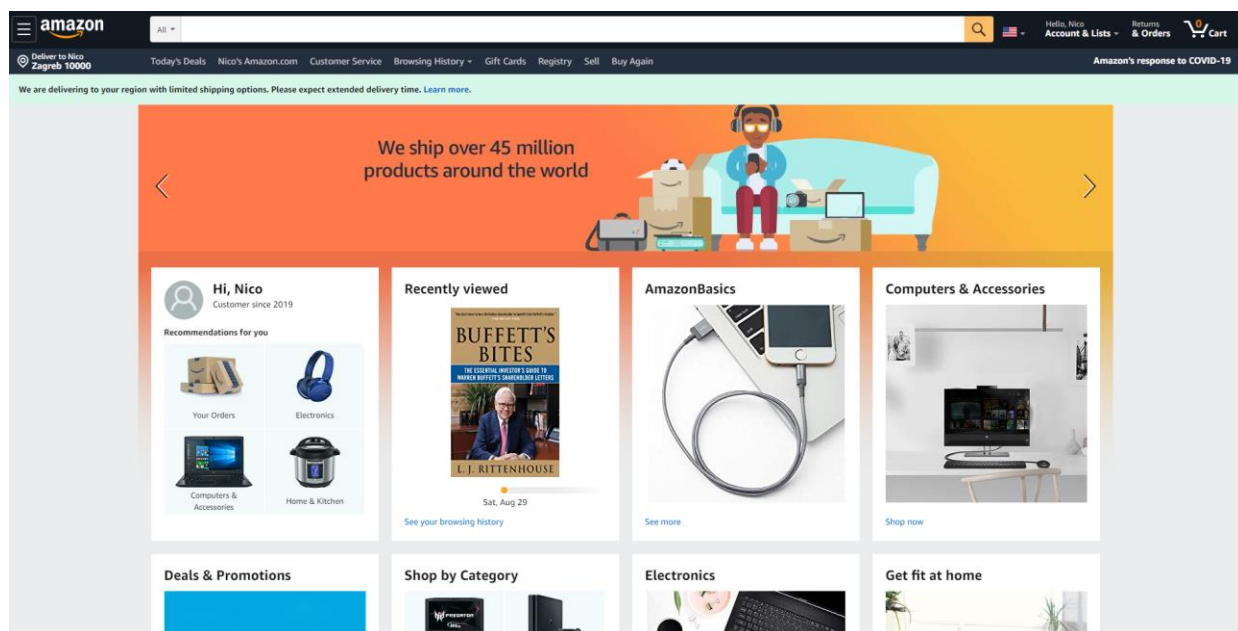 amazon
All
Hello, Nico
Account & Lists
Returns
& Orders
0
Cart
Deliver to Nico
Zagreb 10000
Today's Deals Nico's Amazon.com Customer Service Browsing History Gift Cards Registry Sell Buy Again
Amazon's response to COVID-19
We are delivering to your region with limited shipping options. Please expect extended delivery time. Learn more.
We ship over 45 million
products around the world
Hi, Nico
Customer since 2019
Recommendations for you
Your Orders
Electronics
Computers &
Accessories
Home & Kitchen
Recently viewed
BUFFETT'S
BITES
THE ESSENTIAL INVESTOR'S GUIDE TO
WARREN BUFFETT'S SHAREHOLDER LETTERS
L. J. RITTENHOUSE
Sat, Aug 29
See your browsing history
AmazonBasics
See more
Computers & Accessories
Shop now
Deals & Promotions
Shop by Category
PREDATOR
Electronics
Get fit at home